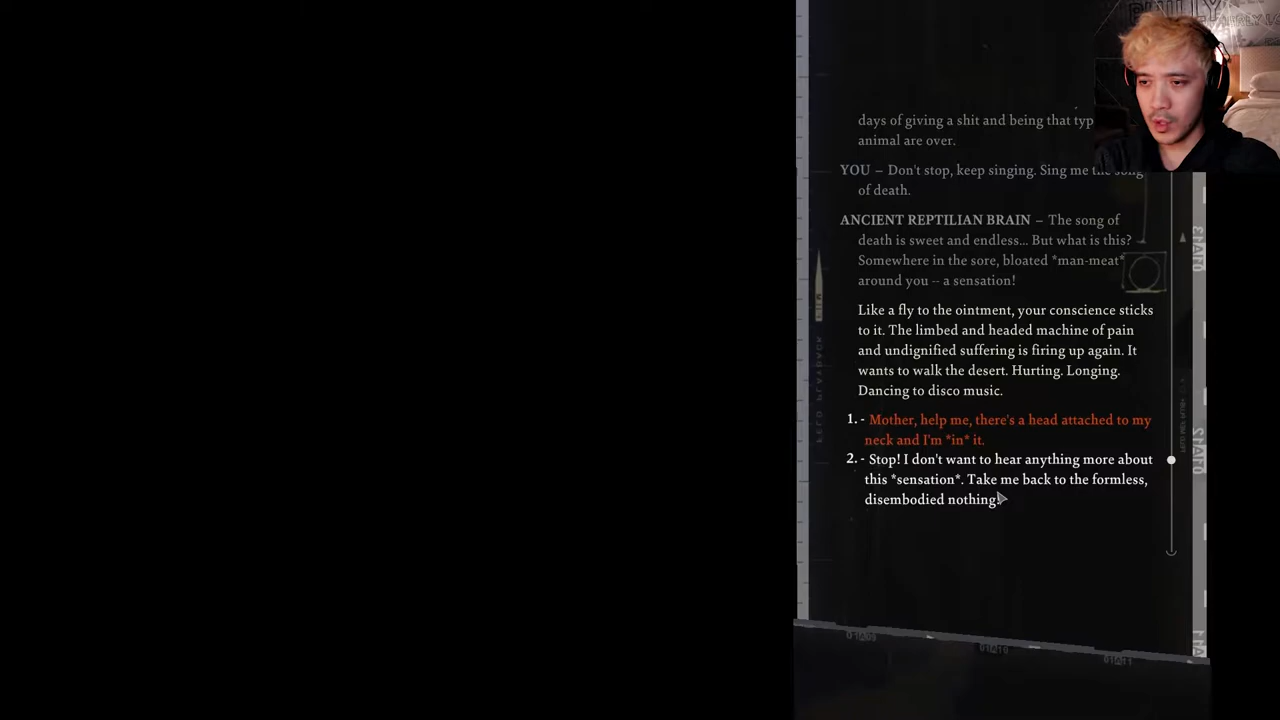 days of giving a shit and being that typ
animal are over.
YOU – Don't stop, keep singing. Sing me the song
of death.
ANCIENT REPTILIAN BRAIN – The song of
death is sweet and endless... But what is this?
Somewhere in the sore, bloated *man-meat*
around you -- a sensation!
Like a fly to the ointment, your conscience sticks
to it. The limbed and headed machine of pain
and undignified suffering is firing up again. It
wants to walk the desert. Hurting. Longing.
Dancing to disco music.
1. - Mother, help me, there's a head attached to my
neck and I'm *in* it.
2. - Stop! I don't want to hear anything more about
this *sensation*. Take me back to the formless,
disembodied nothing!